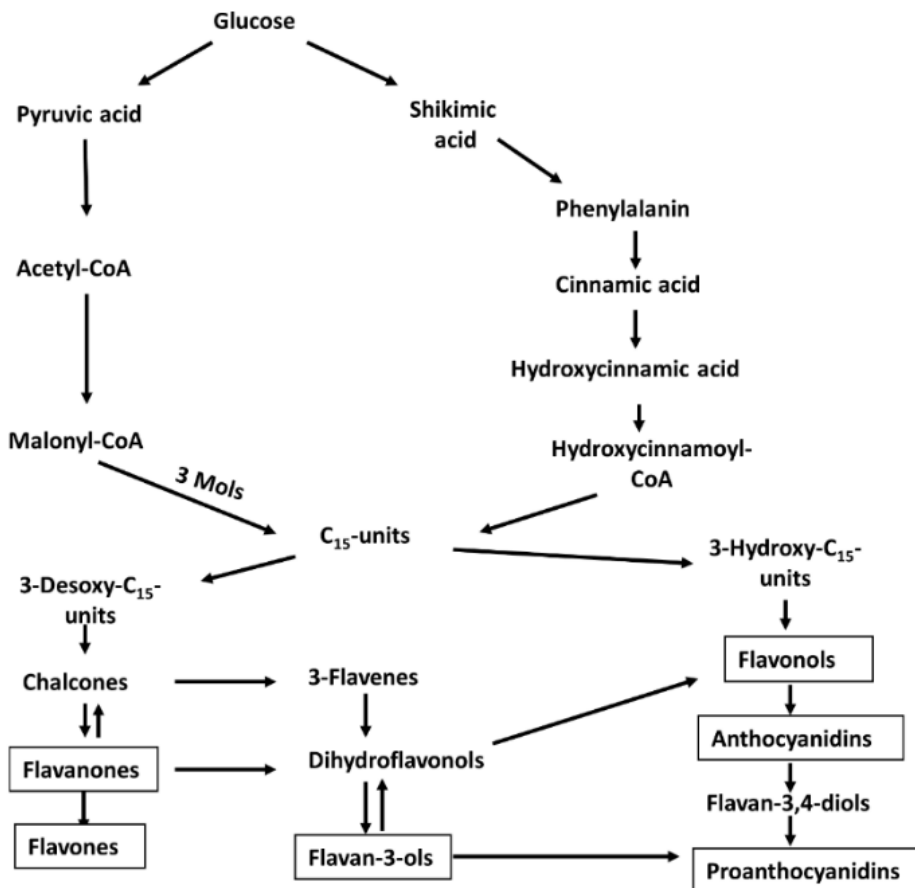 Glucose
Pyruvic acid
Shikimic
acid
Phenylalanin
Acetyl-CoA
Cinnamic acid
Hydroxycinnamic acid
Malonyl-CoA
Hydroxycinnamoyl-
CoA
3 Mols
C₁₅-units
3-Hydroxy-C₁₅-
units
3-Desoxy-C₁₅-
units
Flavonols
Chalcones
3-Flavenes
Anthocyanidins
Flavanones
Dihydroflavonols
Flavan-3,4-diols
Flavones
Flavan-3-ols
Proanthocyanidins